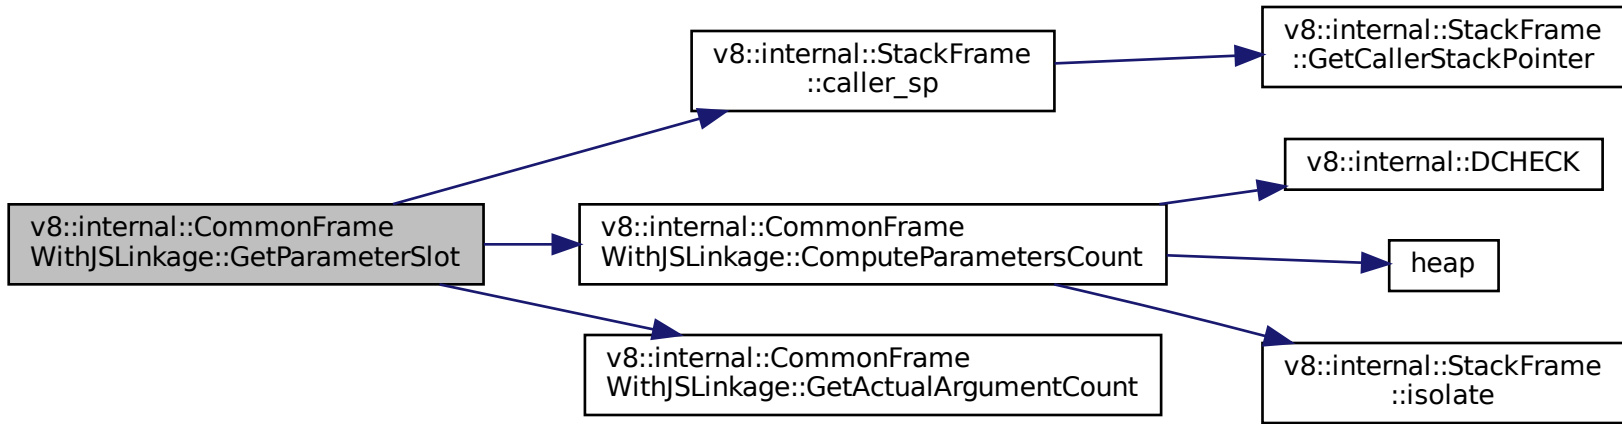 v8::internal::StackFrame
::GetCallerStackPointer
v8::internal::StackFrame
::caller_sp
v8::internal::DCHECK
v8::internal::CommonFrame
WithJSLinkage::GetParameterSlot
v8::internal::CommonFrame
WithJSLinkage::ComputeParametersCount
heap
v8::internal::CommonFrame
WithJSLinkage::GetActualArgumentCount
v8::internal::StackFrame
::isolate